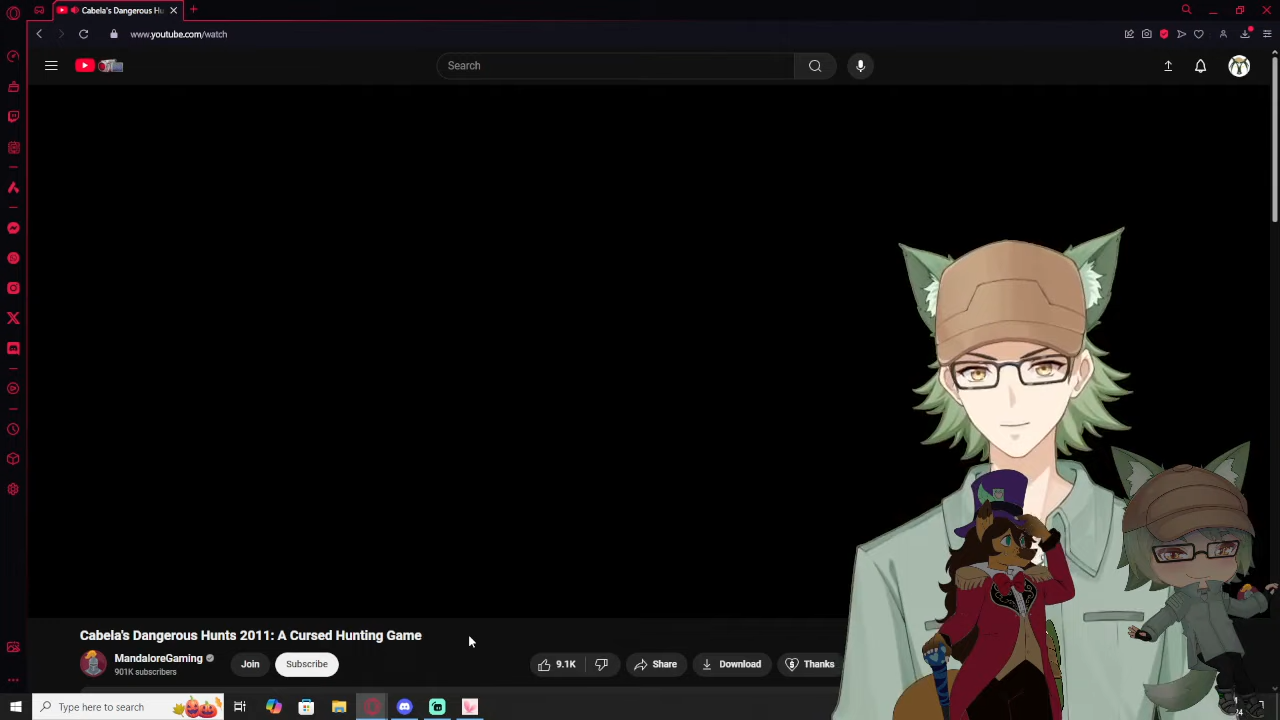 Cabela's Dangerous Hu
www.youtube.com/watch
Search
Cabela's Dangerous Hunts 2011: A Cursed Hunting Game
MandaloreGaming
901K subscribers
Join
Subscribe
9.1K
Share
Download
Thanks
Type here to search
24